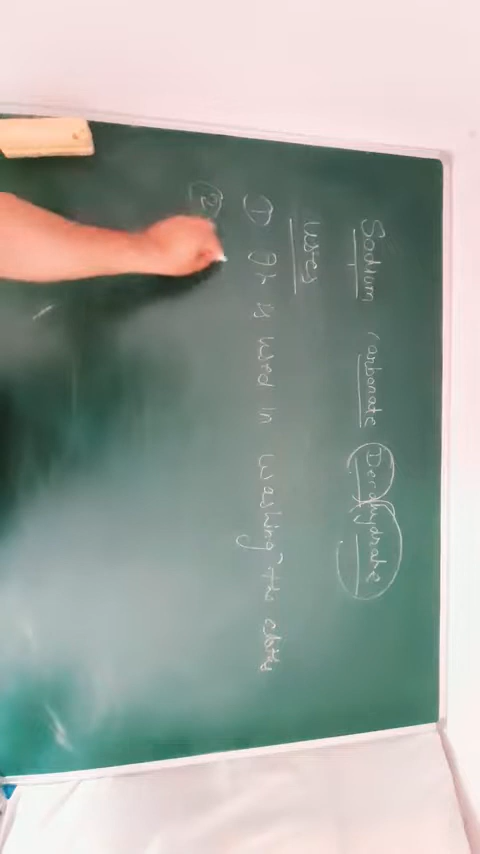 Sodium Carbonate Decahydrate
Uses
① It is used in washing the cloths
②